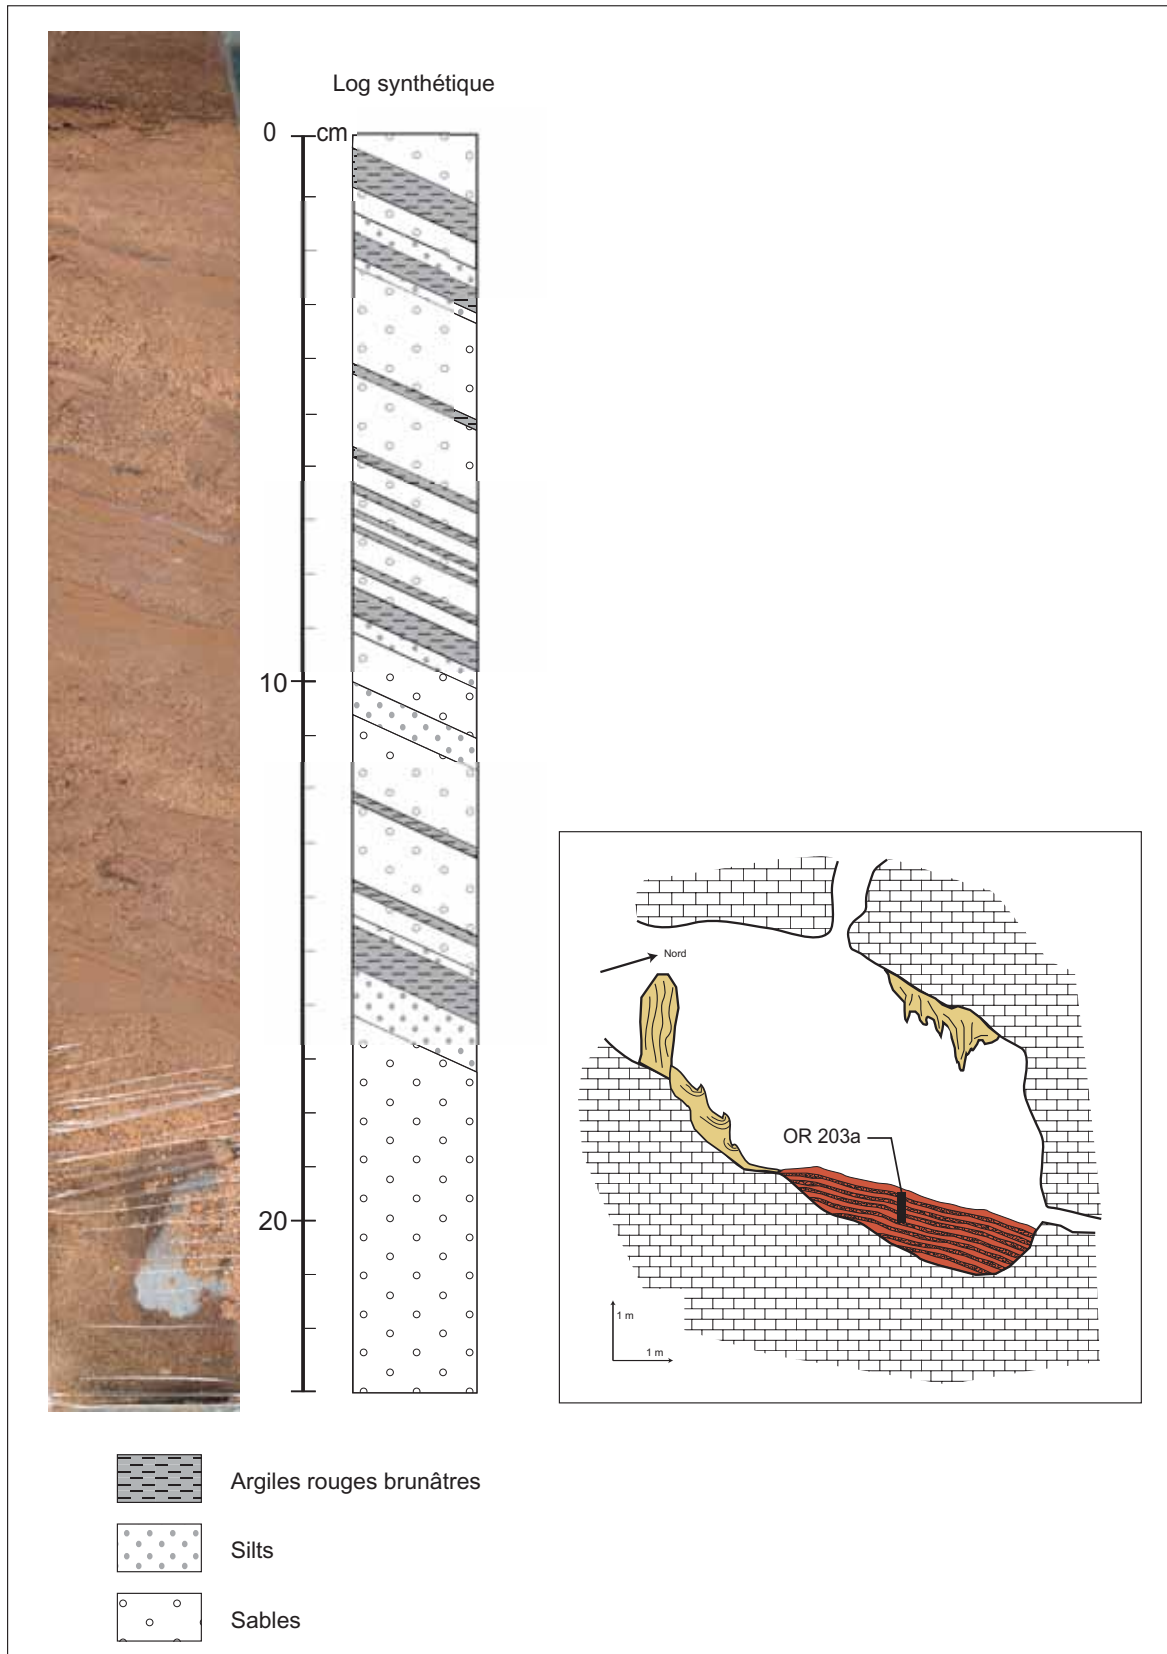 Log synthétique
0 cm
10
20
Nord
OR 203a
1 m
1 m
Argiles rouges brunâtres
Silts
Sables